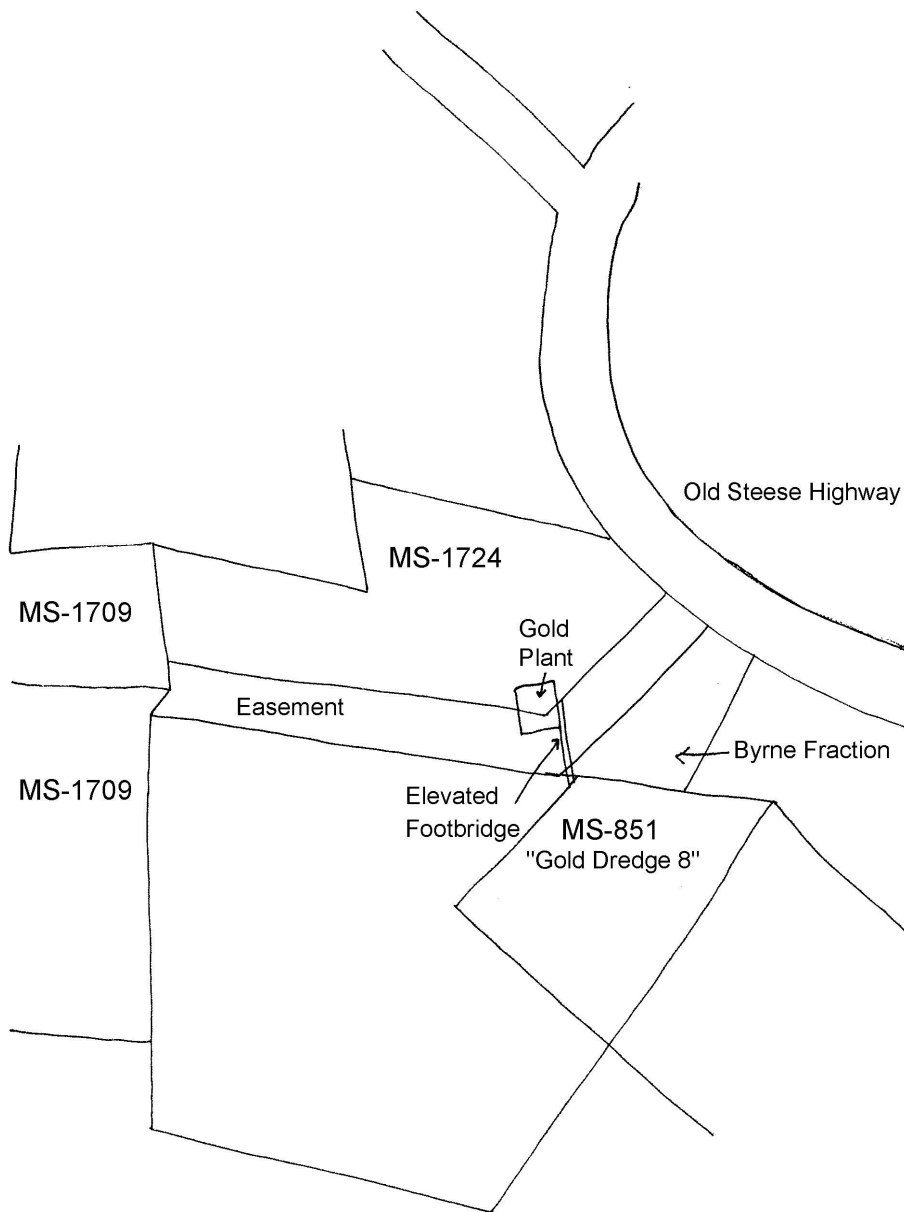 Old Steese Highway
MS-1724
MS-1709
Gold
Plant
Easement
Byrne Fraction
MS-1709
Elevated
Footbridge
MS-851
"Gold Dredge 8"